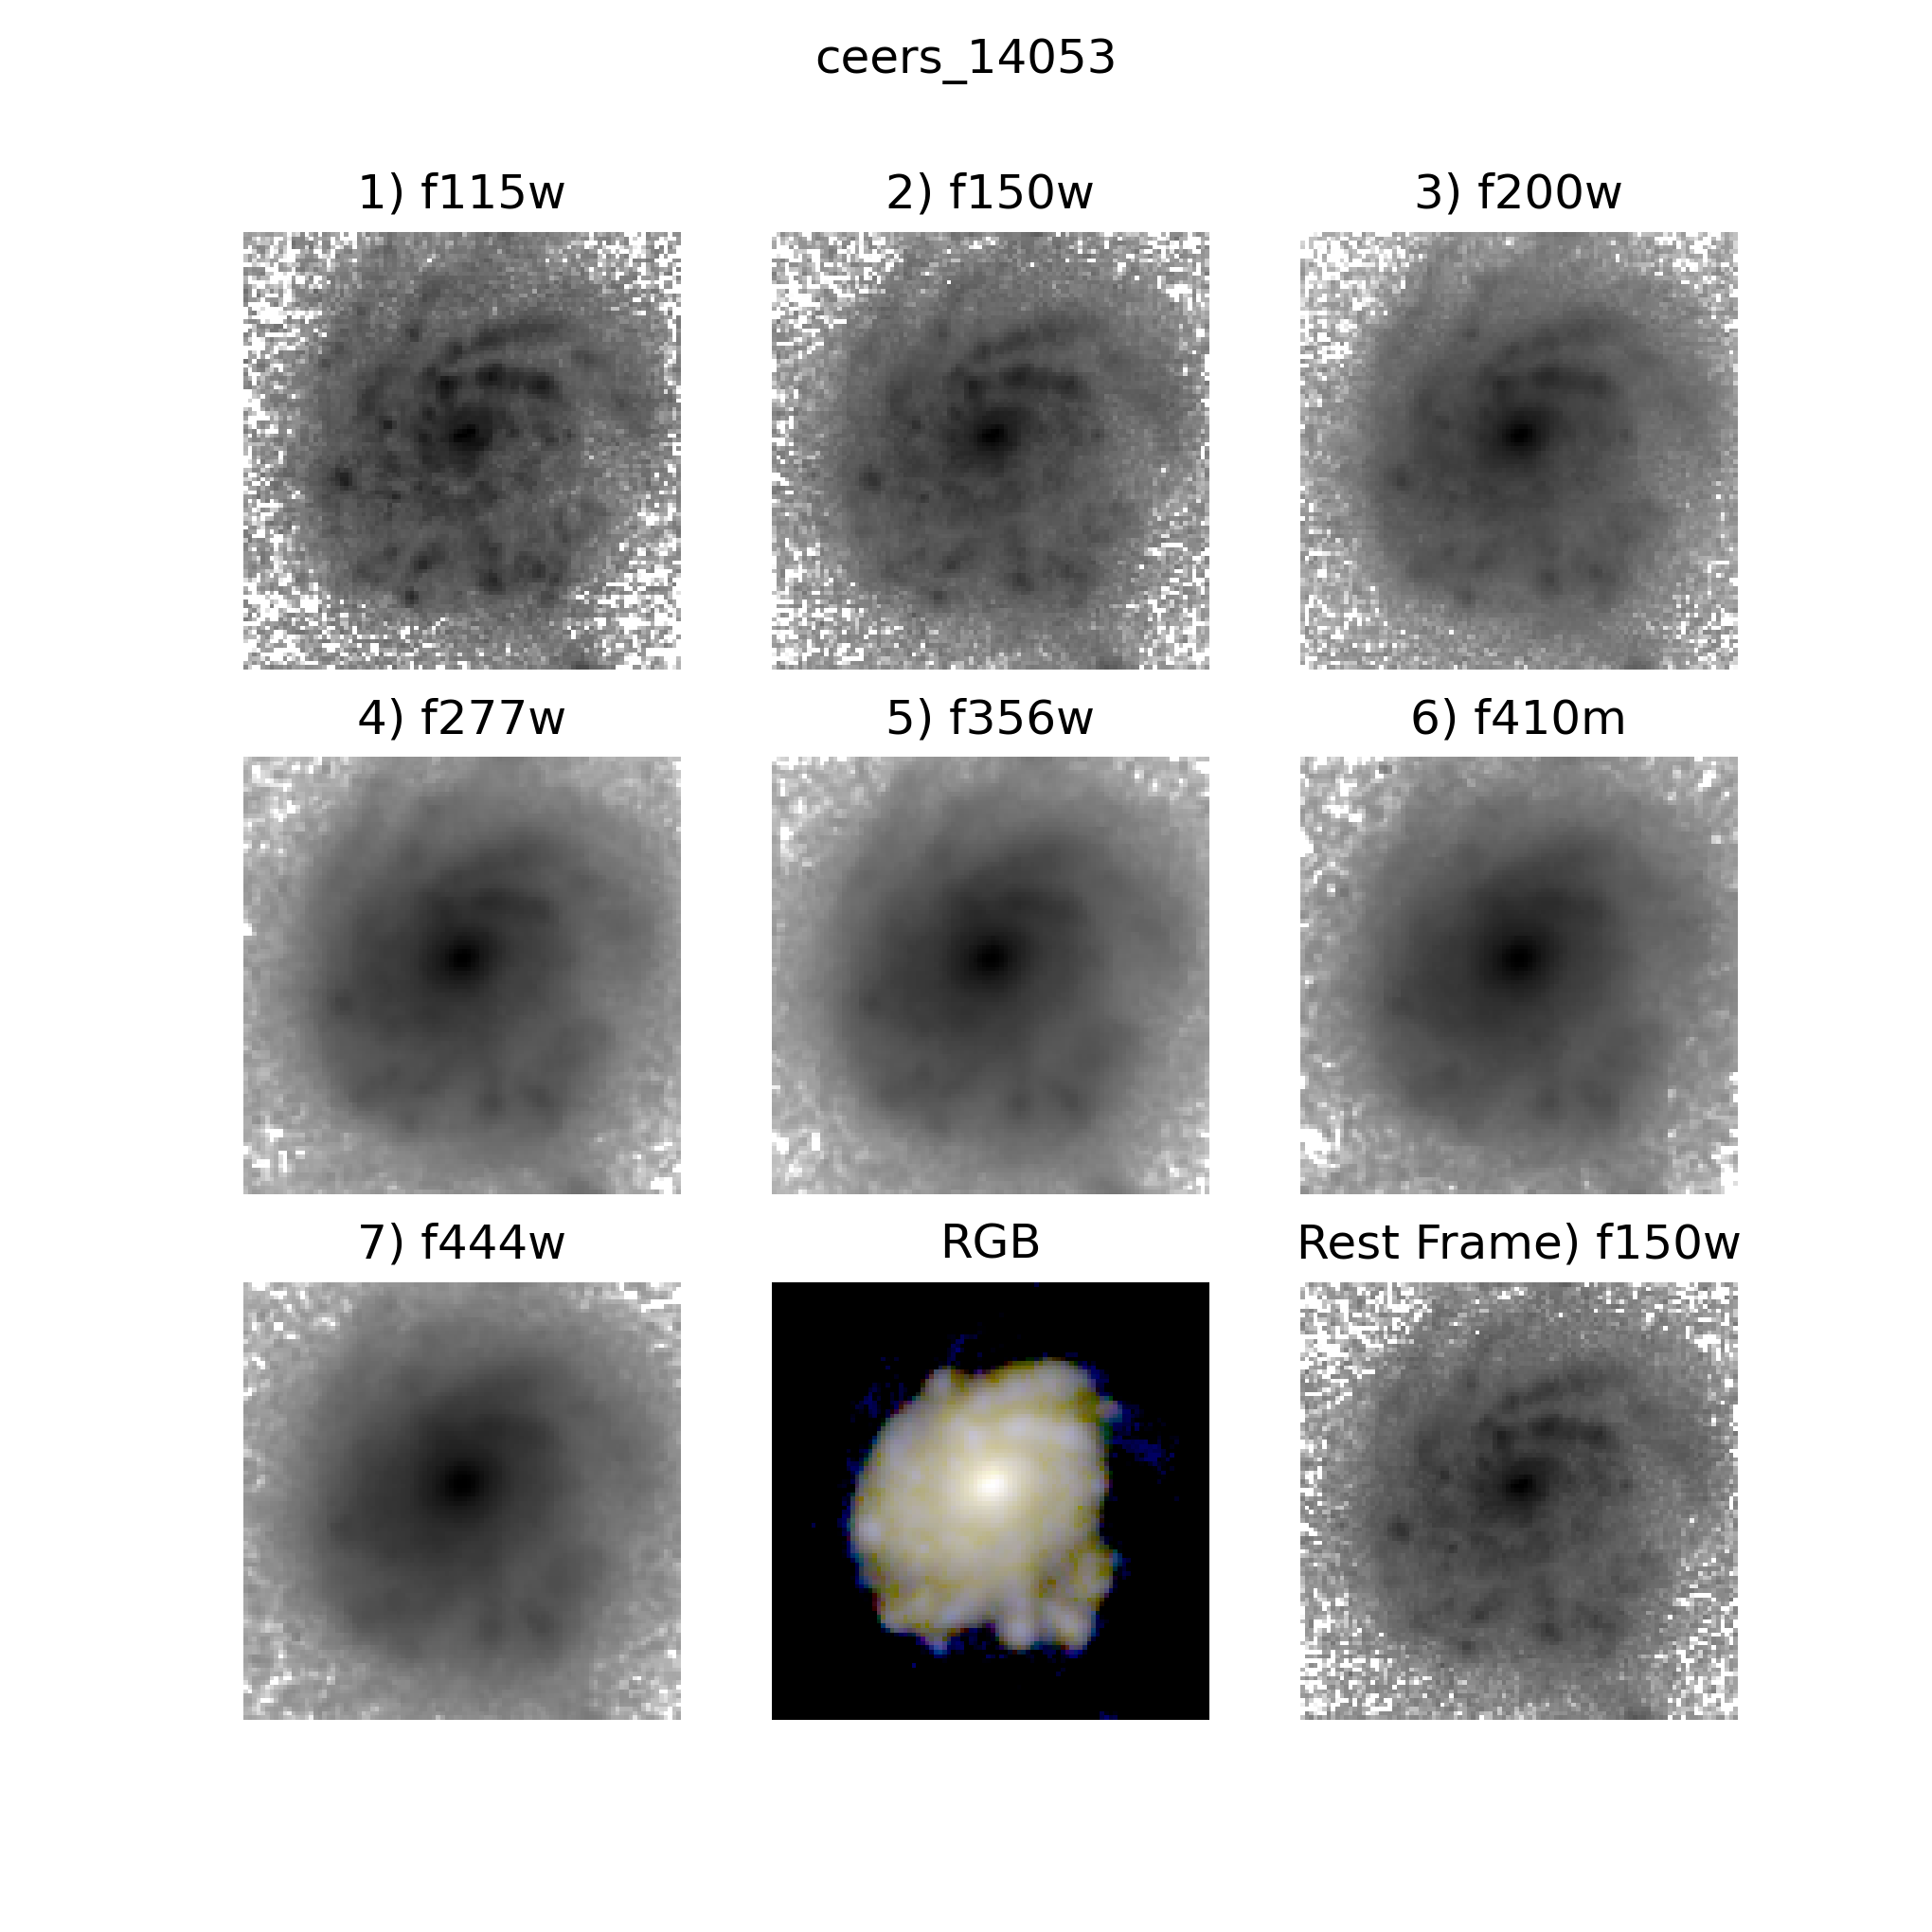 ceers_14053
1) f115w
2) f150w
3) f200w
4) f277w
5) f356w
6) f410m
7) f444w
RGB
Rest Frame) f150w